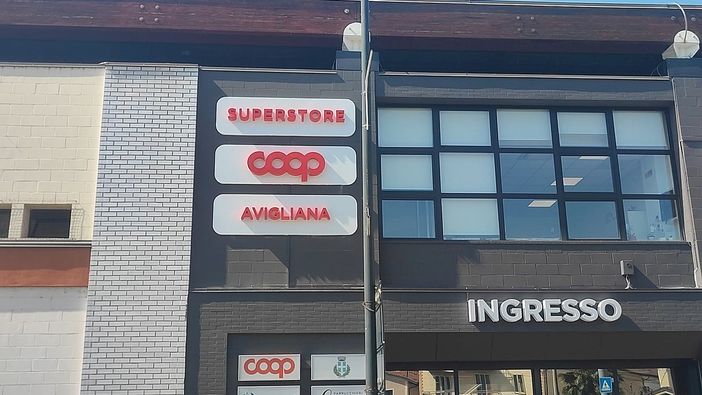 SUPERSTORE
coop
AVIGLIANA
INGRESSO
coop